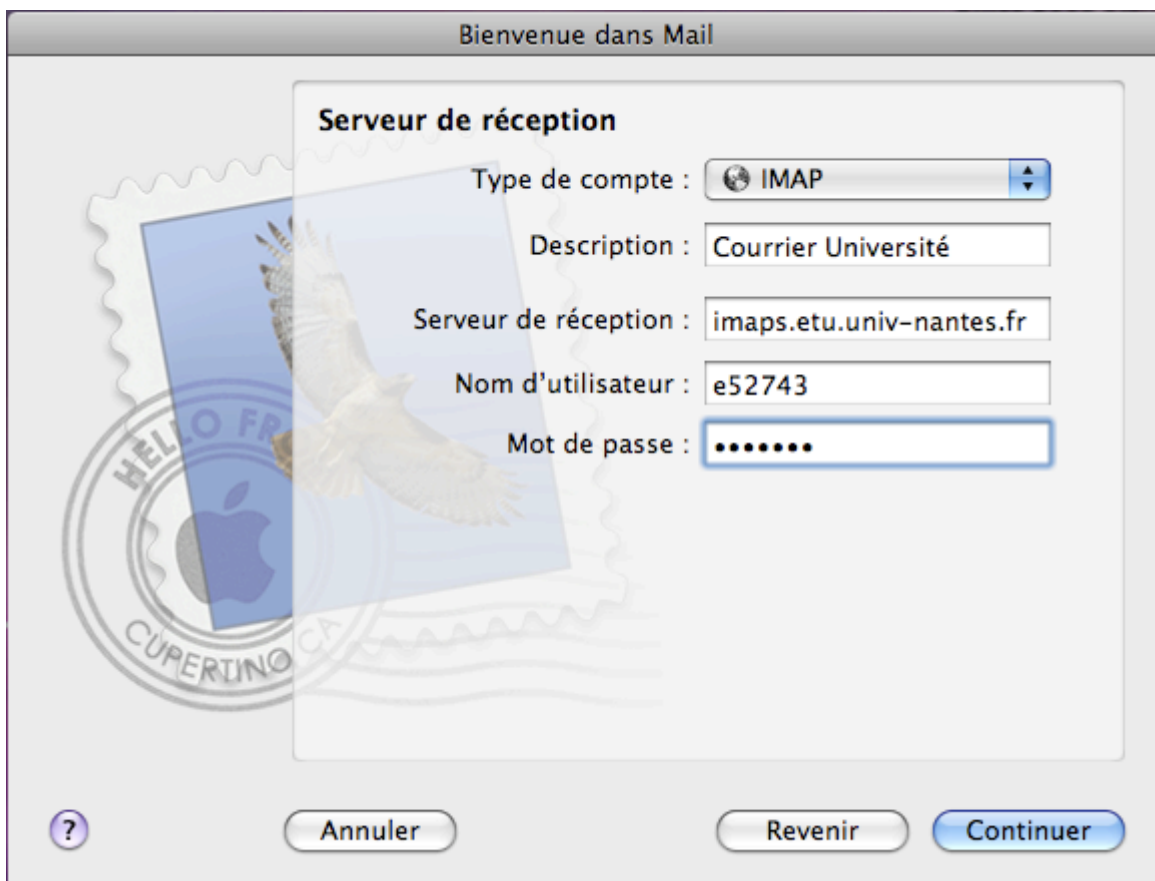 Bienvenue dans Mail
Serveur de réception
Type de compte : IMAP
Description : Courrier Université
Serveur de réception : imaps.etu.univ-nantes.fr
Nom d’utilisateur : e52743
Mot de passe : •••••••
HELLO FR
CUPERTINO CA
? Annuler Revenir Continuer